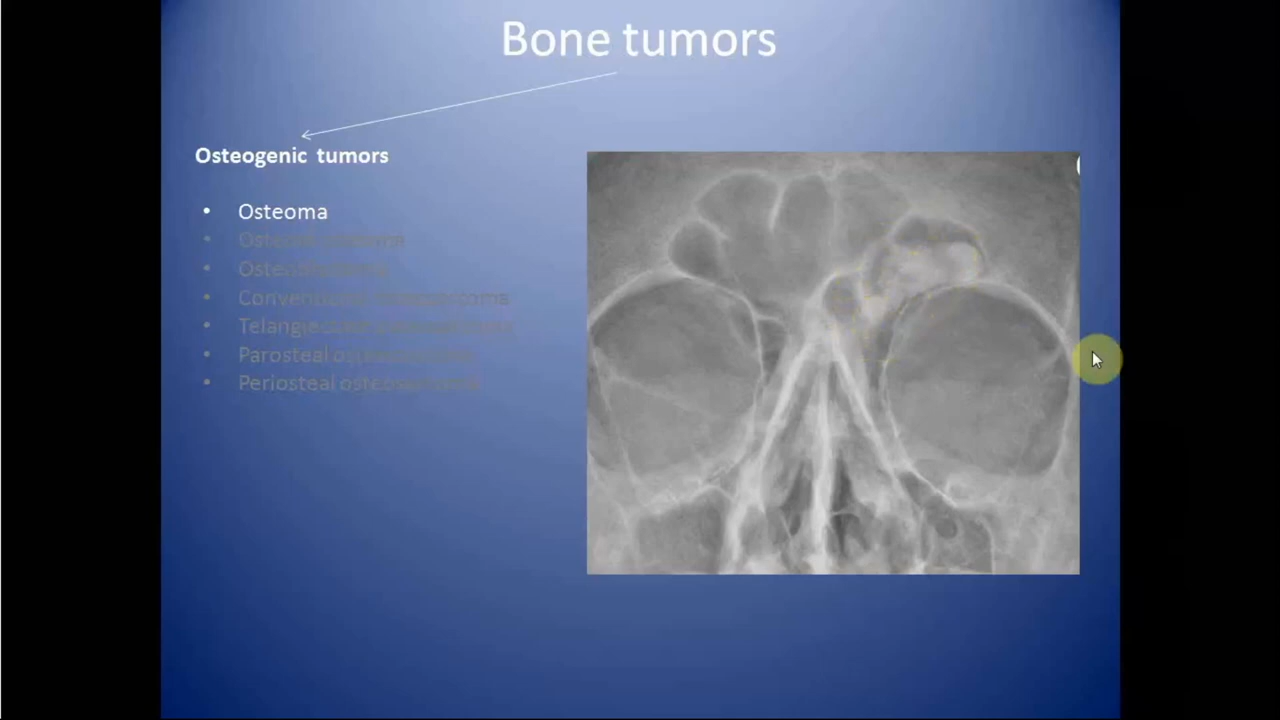 Bone tumors
Osteogenic tumors
• Osteoma
• Osteoid osteoma
• Osteoblastoma
• Conventional osteosarcoma
• Telangiectatic osteosarcoma
• Parosteal osteosarcoma
• Periosteal osteosarcoma